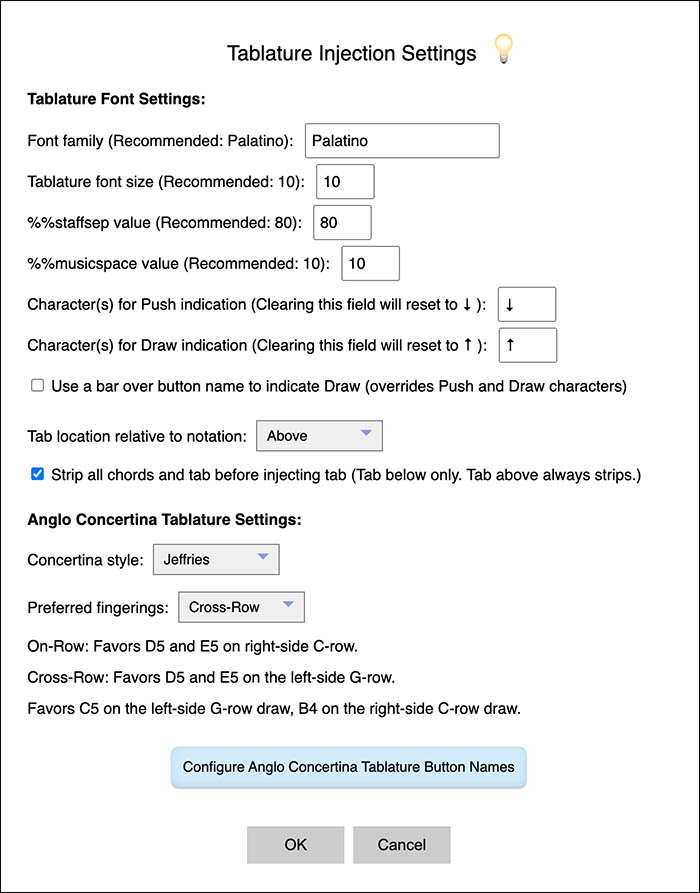 Tablature Injection Settings
Tablature Font Settings:
Font family (Recommended: Palatino): Palatino
Tablature font size (Recommended: 10): 10
%%staffsep value (Recommended: 80): 80
%%musicspace value (Recommended: 10): 10
Character(s) for Push indication (Clearing this field will reset to ↓ ): ↓
Character(s) for Draw indication (Clearing this field will reset to ↑ ): ↑
Use a bar over button name to indicate Draw (overrides Push and Draw characters)
Tab location relative to notation: Above
Strip all chords and tab before injecting tab (Tab below only. Tab above always strips.)
Anglo Concertina Tablature Settings:
Concertina style: Jeffries
Preferred fingerings: Cross-Row
On-Row: Favors D5 and E5 on right-side C-row.
Cross-Row: Favors D5 and E5 on the left-side G-row.
Favors C5 on the left-side G-row draw, B4 on the right-side C-row draw.
Configure Anglo Concertina Tablature Button Names
OK Cancel